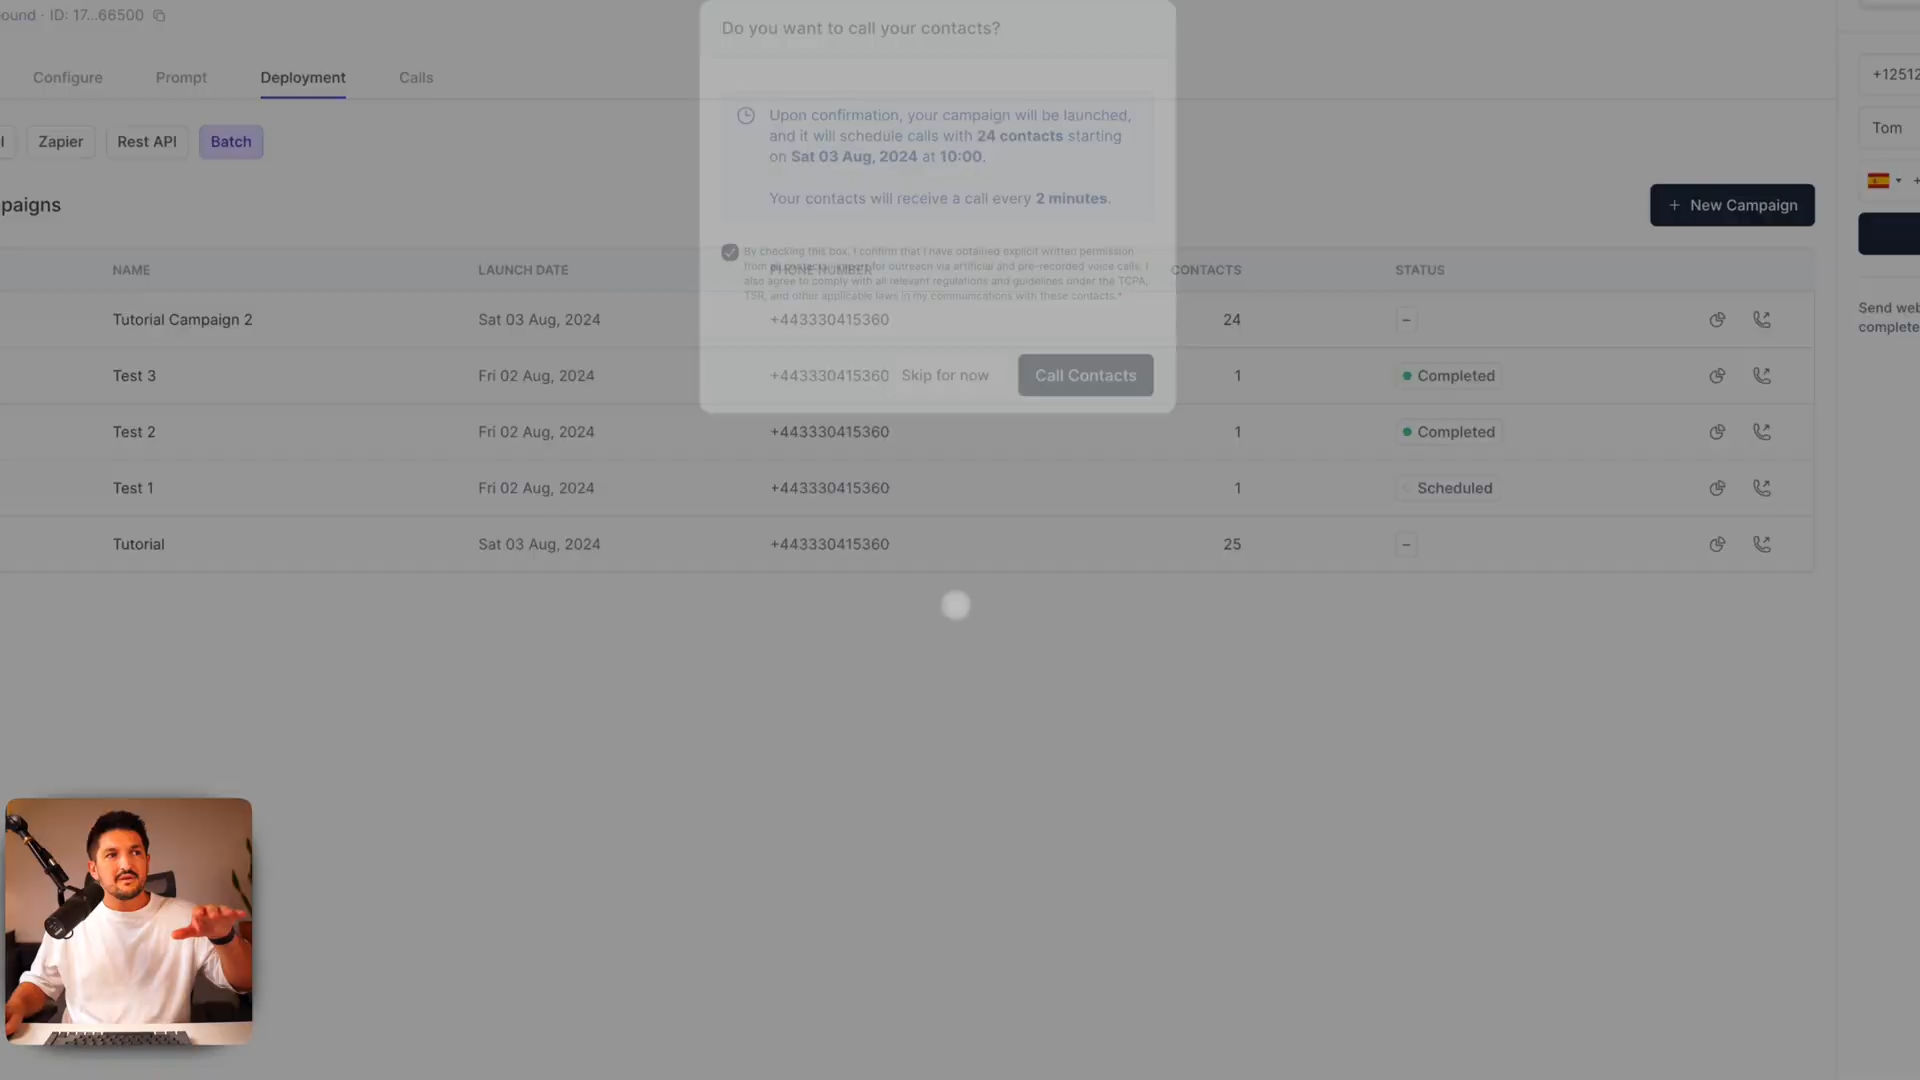 ound · ID: 17...66500
Configure
Prompt
Deployment
Calls
l
Zapier
Rest API
Batch
paigns
+ New Campaign
Do you want to call your contacts?
Upon confirmation, your campaign will be launched,
and it will schedule calls with 24 contacts starting
on Sat 03 Aug, 2024 at 10:00.
Your contacts will receive a call every 2 minutes.
By checking this box, I confirm that I have obtained explicit written permission
from all contacts for outreach via artificial and pre-recorded voice calls. I
also agree to comply with all relevant regulations and guidelines under the TCPA,
TSR, and other applicable laws in my communications with these contacts.*
Skip for now
Call Contacts
NAME LAUNCH DATE PHONE NUMBER CONTACTS STATUS
Tutorial Campaign 2 Sat 03 Aug, 2024 +443330415360 24 –
Test 3 Fri 02 Aug, 2024 +443330415360 1 Completed
Test 2 Fri 02 Aug, 2024 +443330415360 1 Completed
Test 1 Fri 02 Aug, 2024 +443330415360 1 Scheduled
Tutorial Sat 03 Aug, 2024 +443330415360 25 –
+12512
Tom
+
Send web
complete